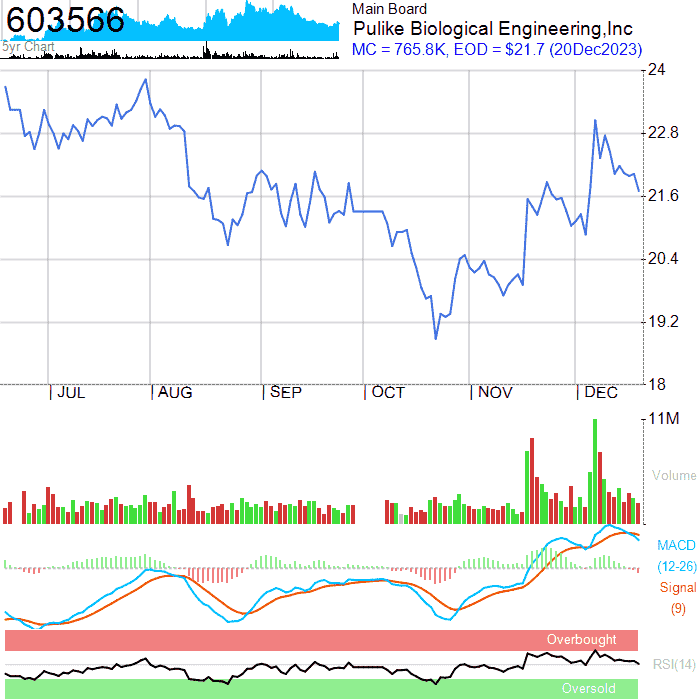 603566
5yr Chart
Main Board
Pulike Biological Engineering,Inc
MC = 765.8K, EOD = $21.7 (20Dec2023)
24
22.8
21.6
20.4
19.2
18
JUL
AUG
SEP
OCT
NOV
DEC
11M
Volume
MACD
(12-26)
Signal
(9)
Overbought
RSI(14)
Oversold